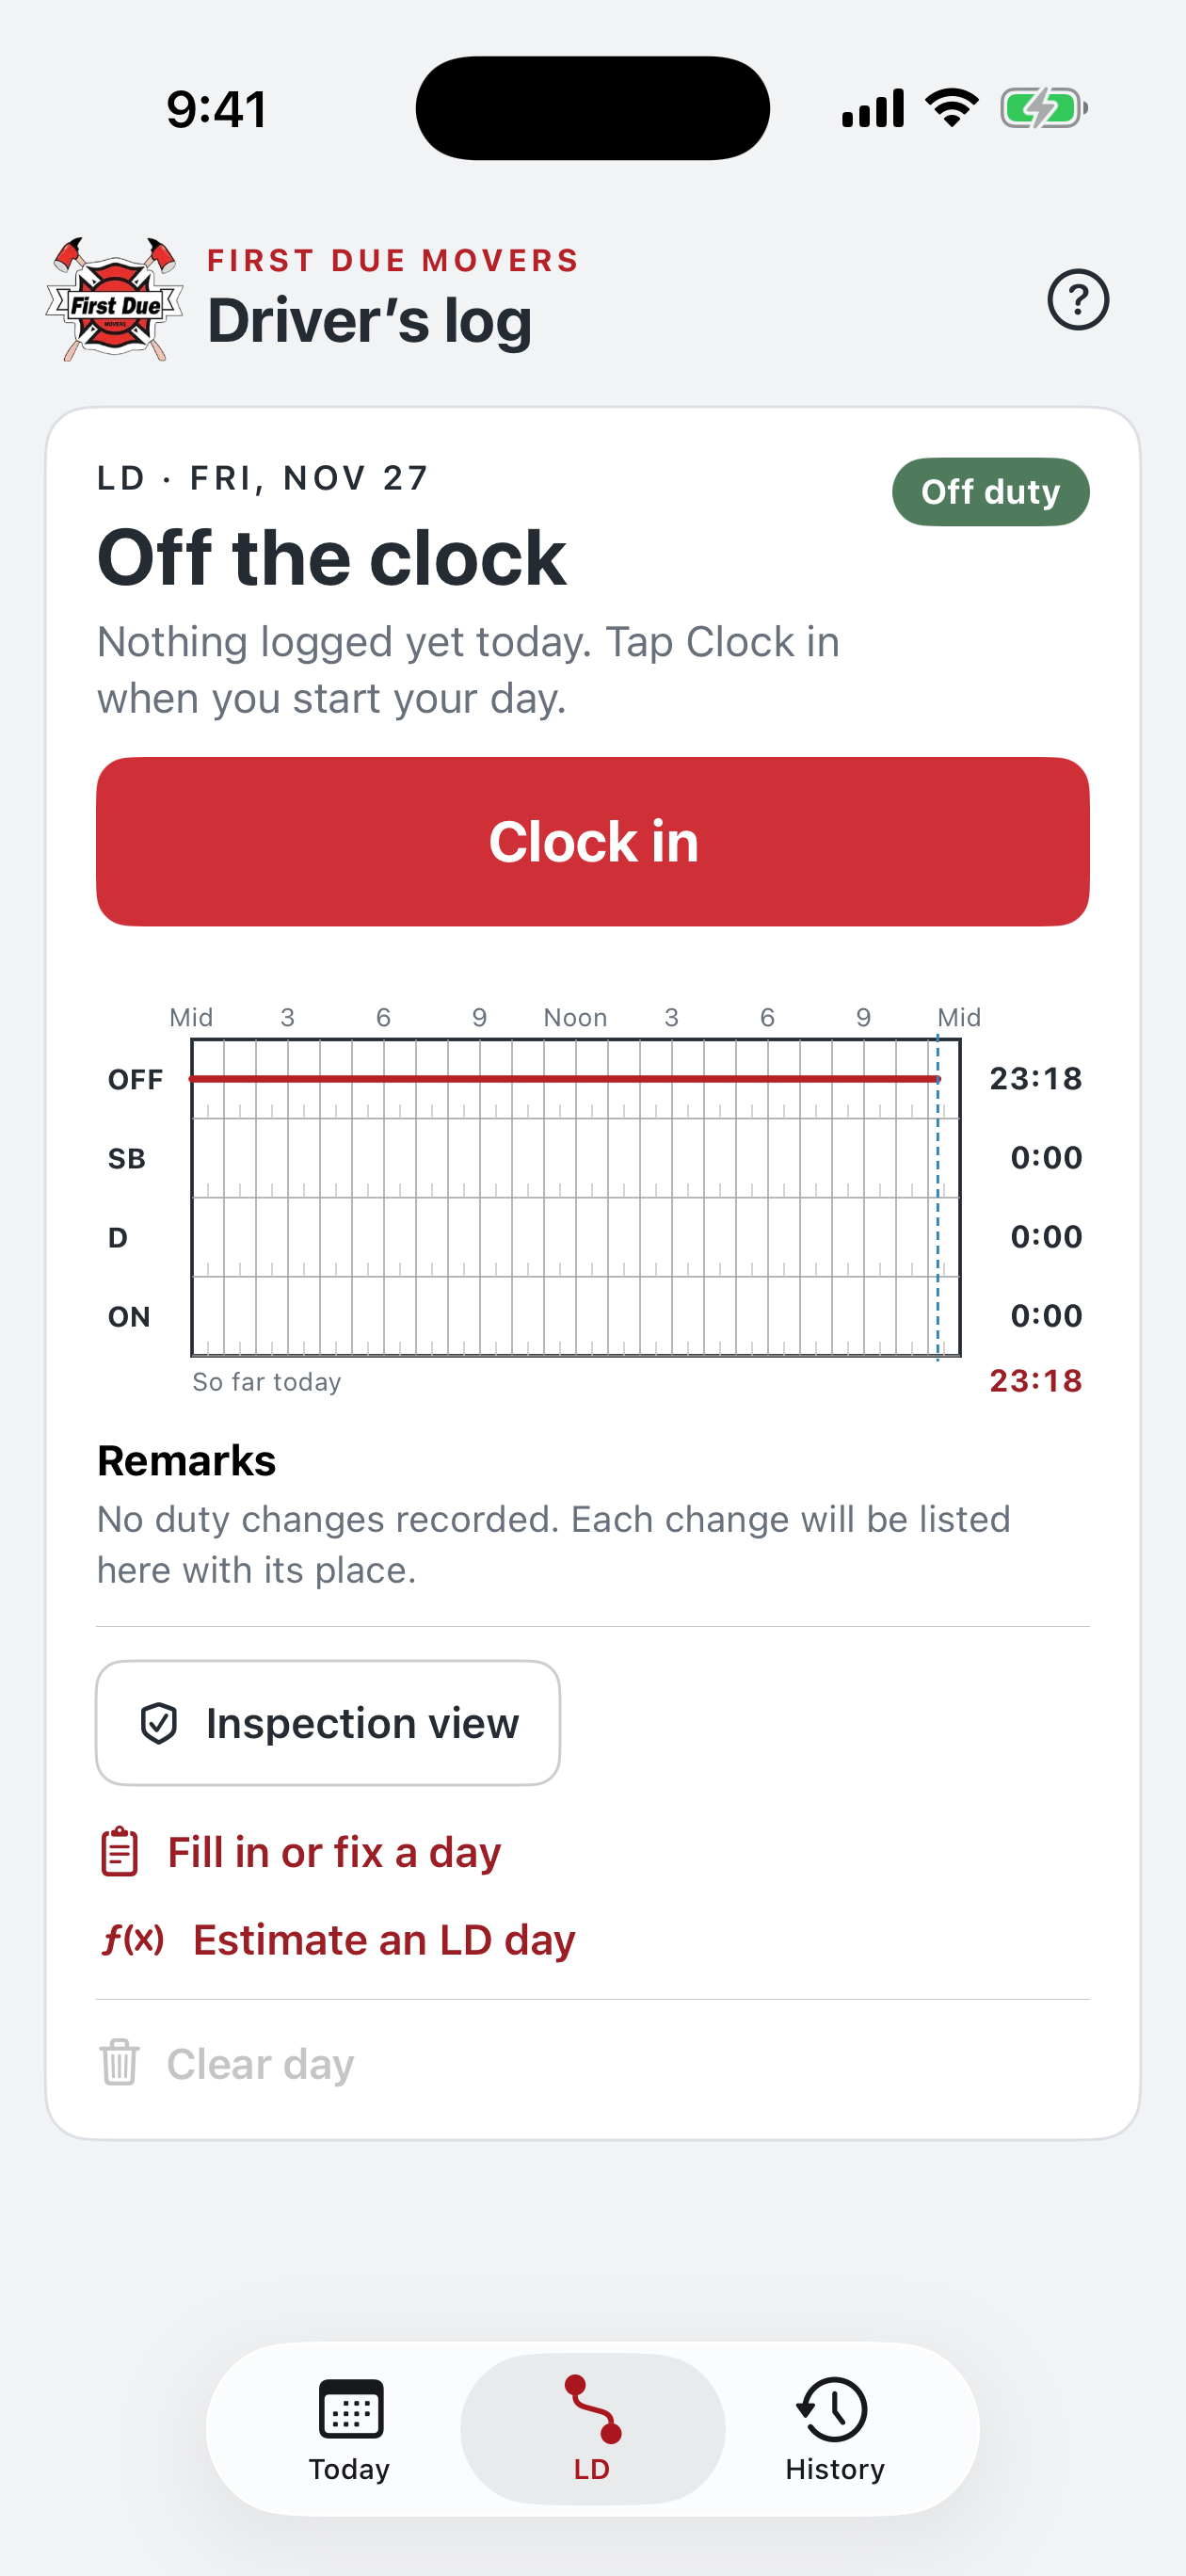 9:41
First Due
MOVERS
FIRST DUE MOVERS
Driver’s log
?
LD · FRI, NOV 27
Off duty
Off the clock
Nothing logged yet today. Tap Clock in
when you start your day.
Clock in
Mid 3 6 9 Noon 3 6 9 Mid
OFF 23:18
SB 0:00
D 0:00
ON 0:00
So far today 23:18
Remarks
No duty changes recorded. Each change will be listed
here with its place.
Inspection view
Fill in or fix a day
f(x) Estimate an LD day
Clear day
Today LD History